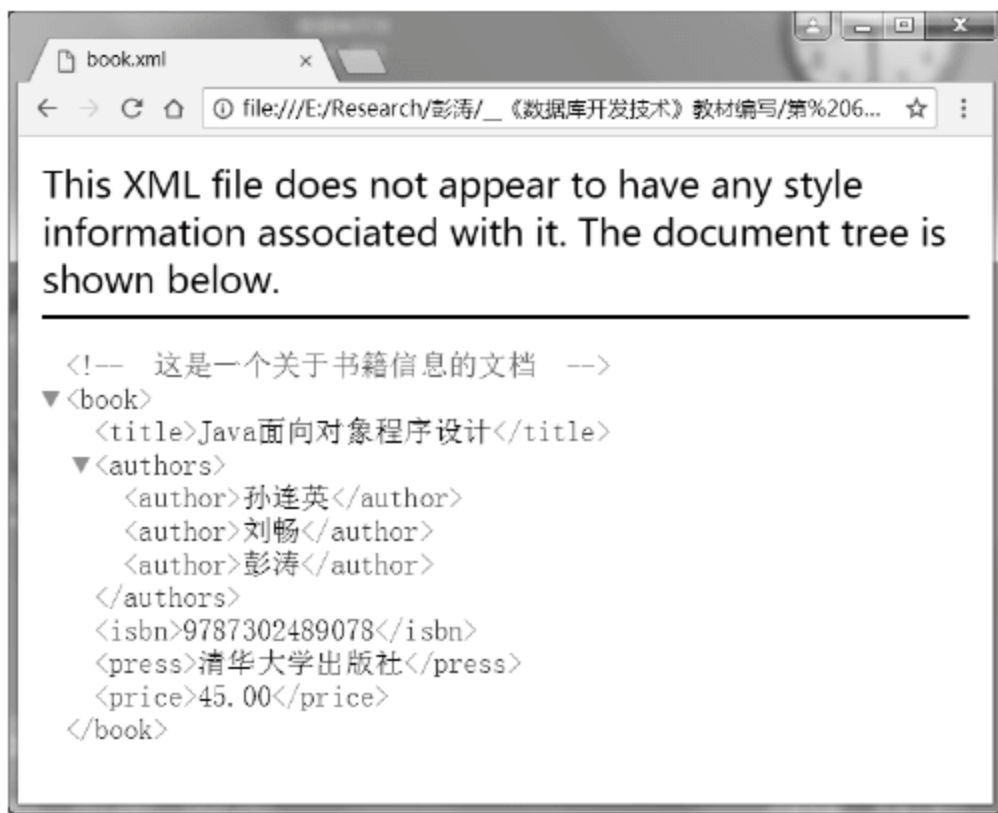 book.xml
file:///E:/Research/彭涛/__《数据库开发技术》教材编写/第%206...
This XML file does not appear to have any style
information associated with it. The document tree is
shown below.
<!--  这是一个关于书籍信息的文档  -->
▼<book>
<title>Java面向对象程序设计</title>
▼<authors>
<author>孙连英</author>
<author>刘畅</author>
<author>彭涛</author>
</authors>
<isbn>9787302489078</isbn>
<press>清华大学出版社</press>
<price>45.00</price>
</book>